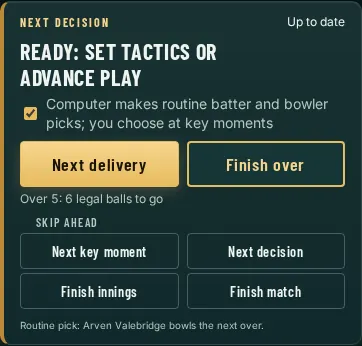 NEXT DECISION
Up to date
READY: SET TACTICS OR
ADVANCE PLAY
Computer makes routine batter and bowler
picks; you choose at key moments
Next delivery
Finish over
Over 5: 6 legal balls to go
SKIP AHEAD
Next key moment
Next decision
Finish innings
Finish match
Routine pick: Arven Valebridge bowls the next over.